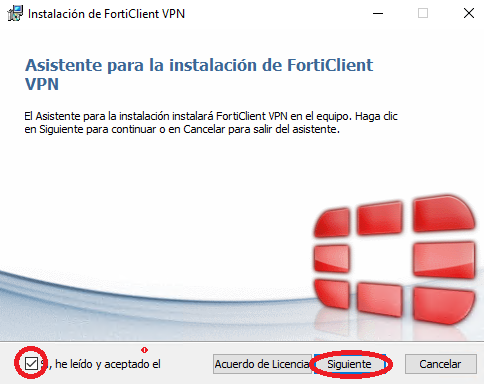 Instalación de FortiClient VPN
Asistente para la instalación de FortiClient
VPN
El Asistente para la instalación instalará FortiClient VPN en el equipo. Haga clic
en Siguiente para continuar o en Cancelar para salir del asistente.
Sí, he leído y aceptado el
Acuerdo de Licencia
Siguiente
Cancelar